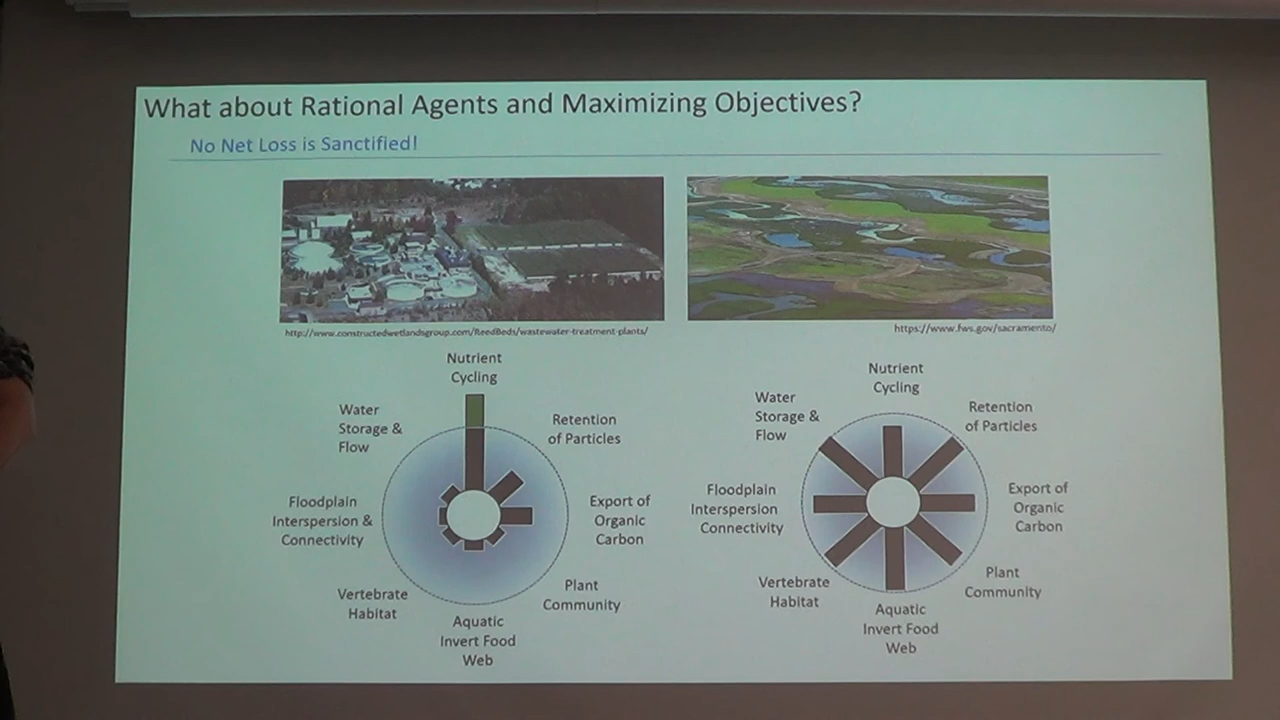 What about Rational Agents and Maximizing Objectives?
No Net Loss is Sanctified!
http://www.constructedwetlandsgroup.com/ReedBeds/wastewater-treatment-plants/
https://www.fws.gov/sacramento/
Nutrient
Cycling
Water
Storage &
Flow
Retention
of Particles
Floodplain
Interspersion &
Connectivity
Export of
Organic
Carbon
Vertebrate
Habitat
Plant
Community
Aquatic
Invert Food
Web
Nutrient
Cycling
Water
Storage &
Flow
Retention
of Particles
Floodplain
Interspersion
Connectivity
Export of
Organic
Carbon
Vertebrate
Habitat
Plant
Community
Aquatic
Invert Food
Web